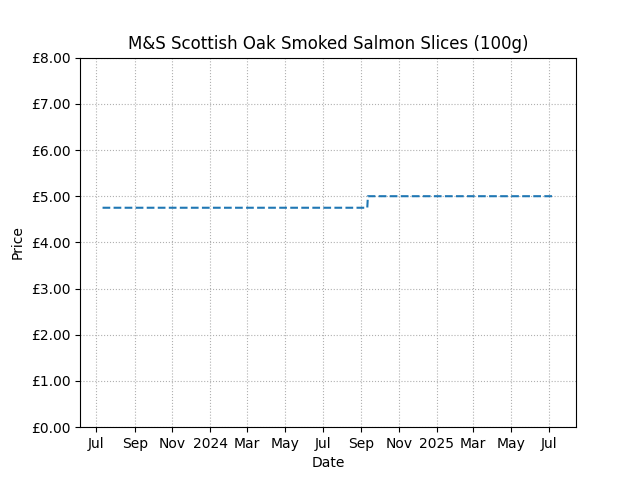 M&S Scottish Oak Smoked Salmon Slices (100g)
£8.00
£7.00
£6.00
£5.00
£4.00
£3.00
£2.00
£1.00
£0.00
Price
Jul Sep Nov 2024 Mar May Jul Sep Nov 2025 Mar May Jul
Date